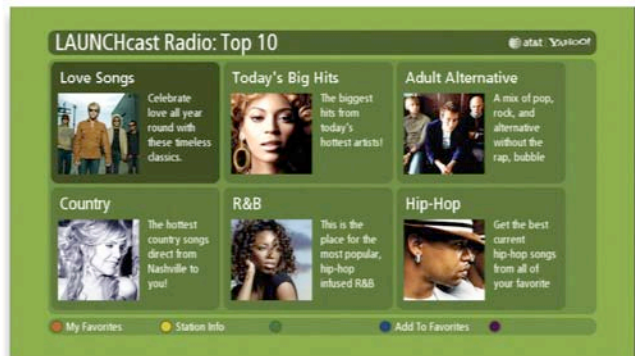 LAUNCHcast Radio: Top 10
at&t YAHOO!
Love Songs
Celebrate
love all year
round with
these timeless
classics.
Today's Big Hits
The biggest
hits from
today's
hottest artists!
Adult Alternative
A mix of pop,
rock, and
alternative
without the
rap, bubble
Country
The hottest
country songs
direct from
Nashville to
you!
R&B
This is the
place for the
most popular,
hip-hop
infused R&B
Hip-Hop
Get the best
current
hip-hop songs
from all of
your favorite
My Favorites Station Info Add To Favorites